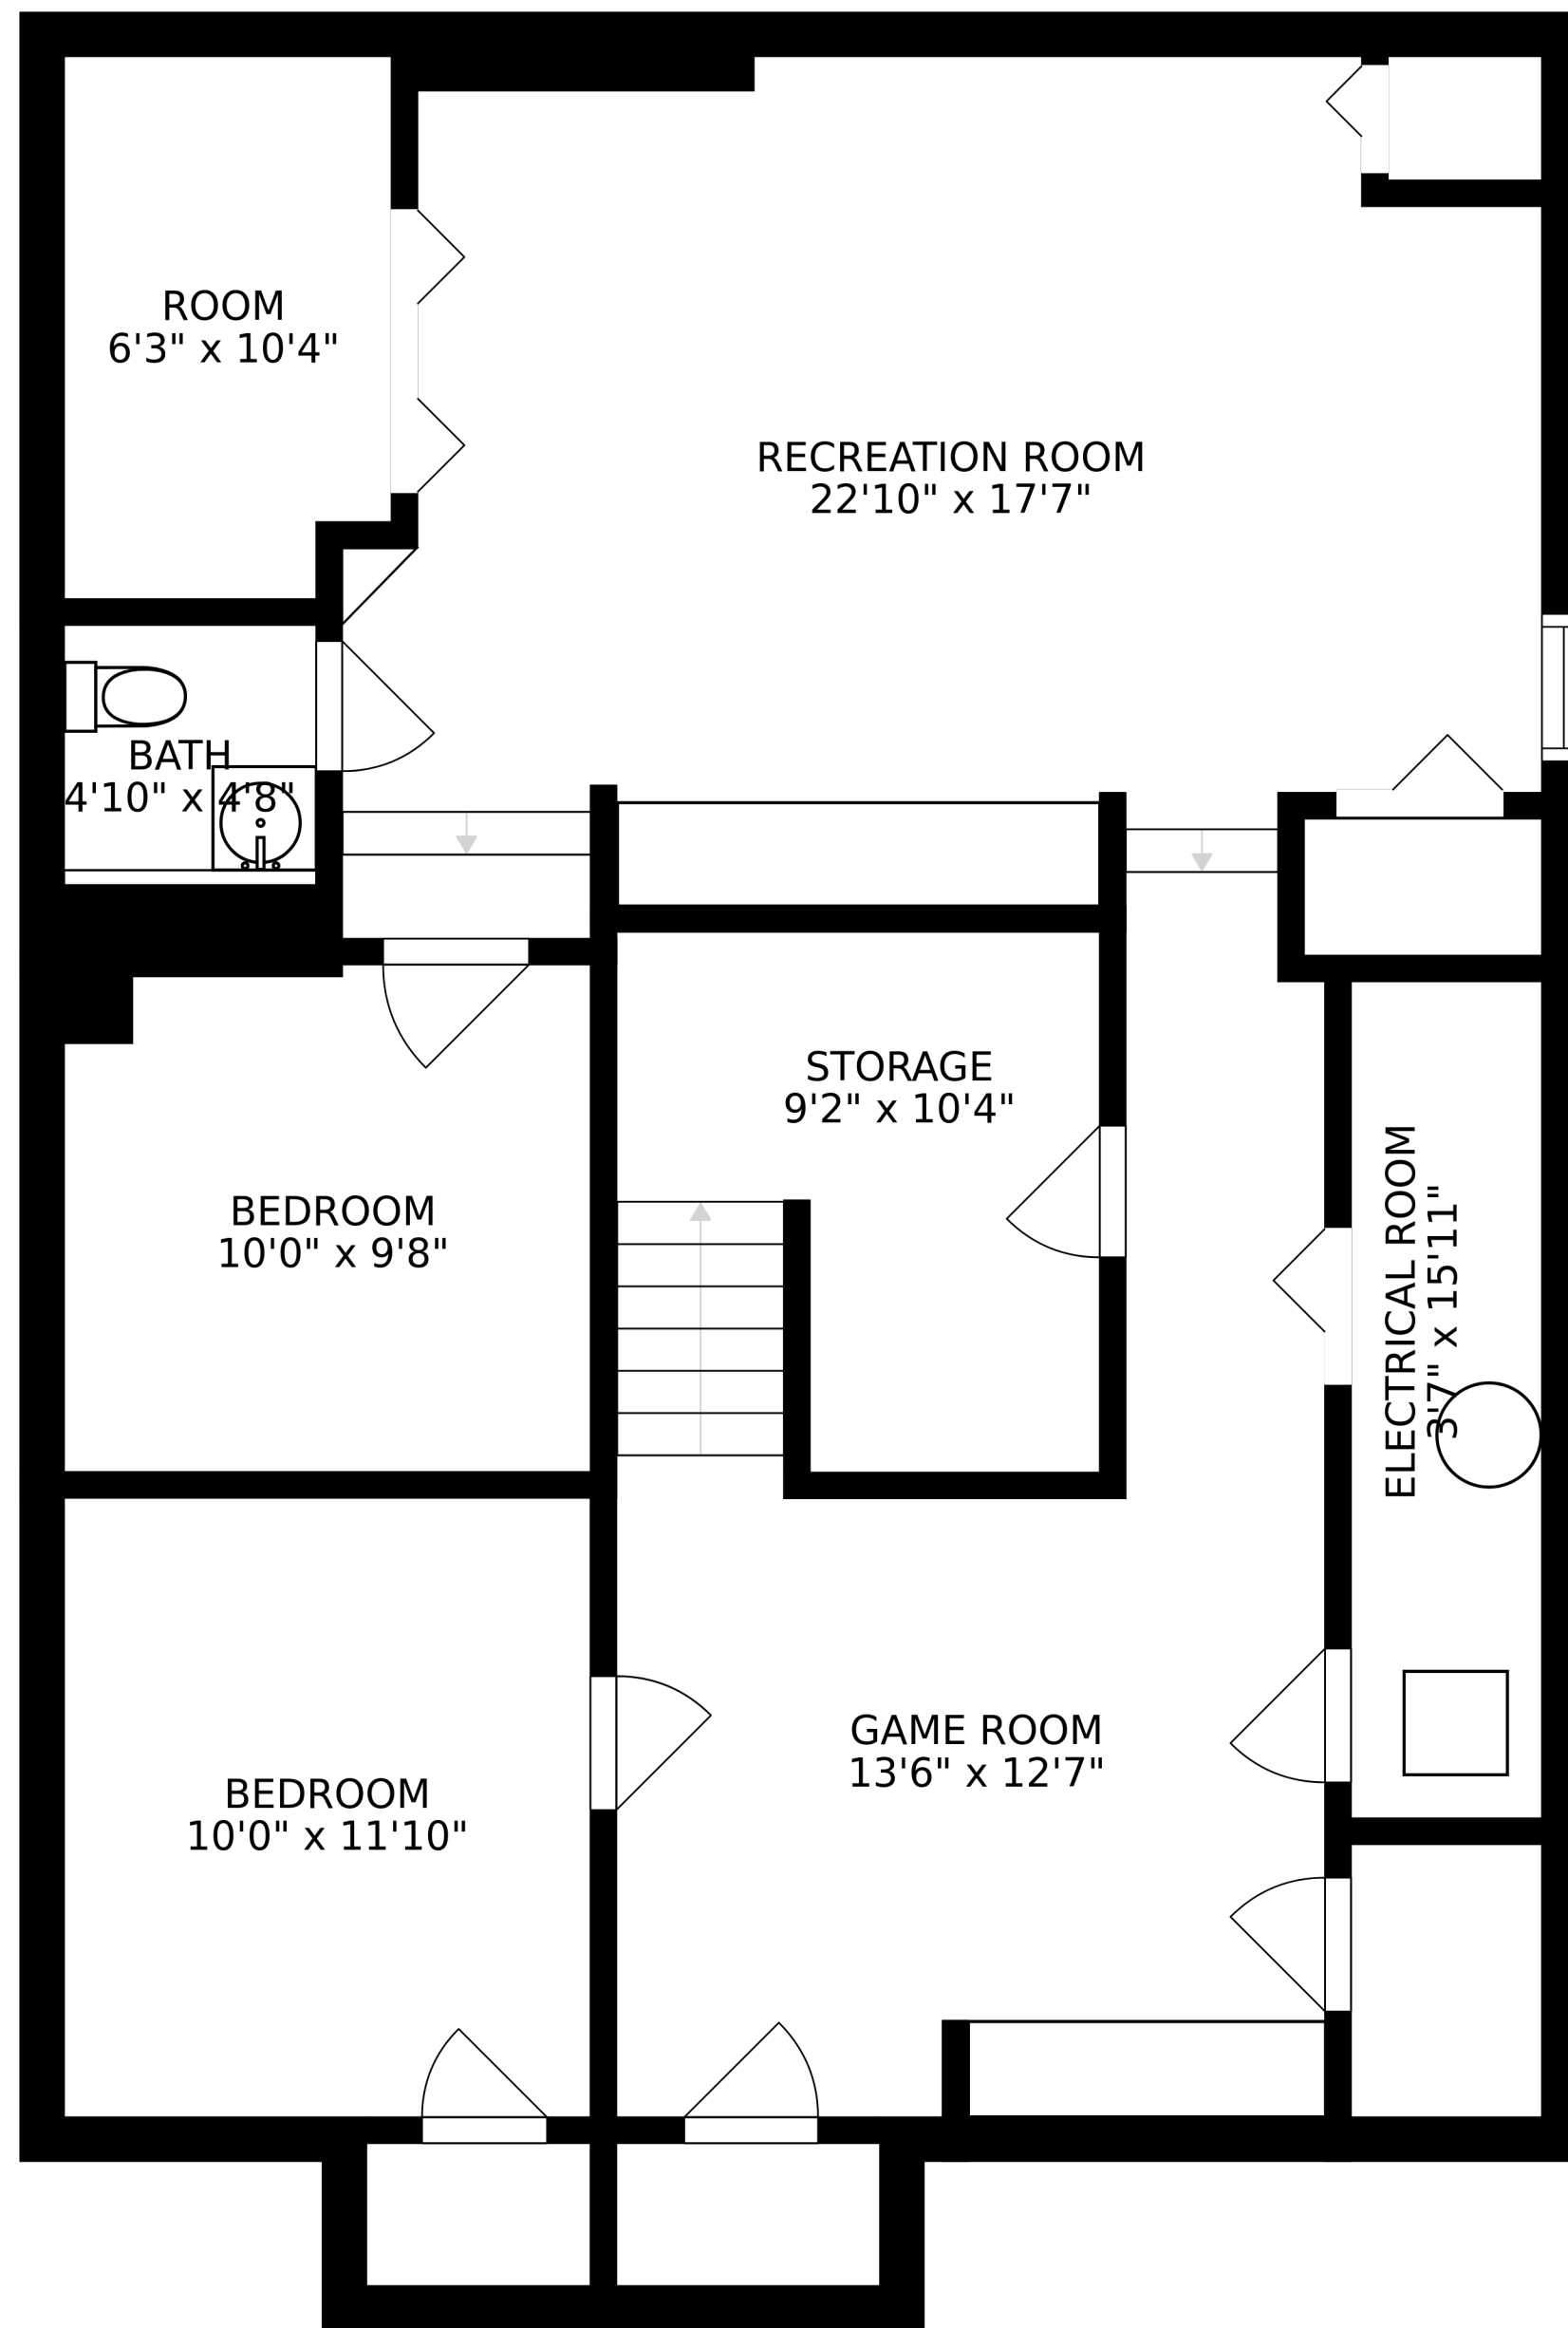 ROOM
6'3" x 10'4"
RECREATION ROOM
22'10" x 17'7"
BATH
4'10" x 4'8"
STORAGE
9'2" x 10'4"
BEDROOM
10'0" x 9'8"
ELECTRICAL ROOM
3'7" x 15'11"
GAME ROOM
13'6" x 12'7"
BEDROOM
10'0" x 11'10"